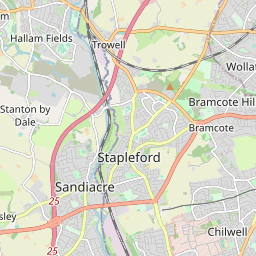 Hallam Fields
Trowell
Wollat
Stanton by
Dale
Bramcote Hil
Bramcote
Stapleford
Sandiacre
sley
25
25
Chilwell